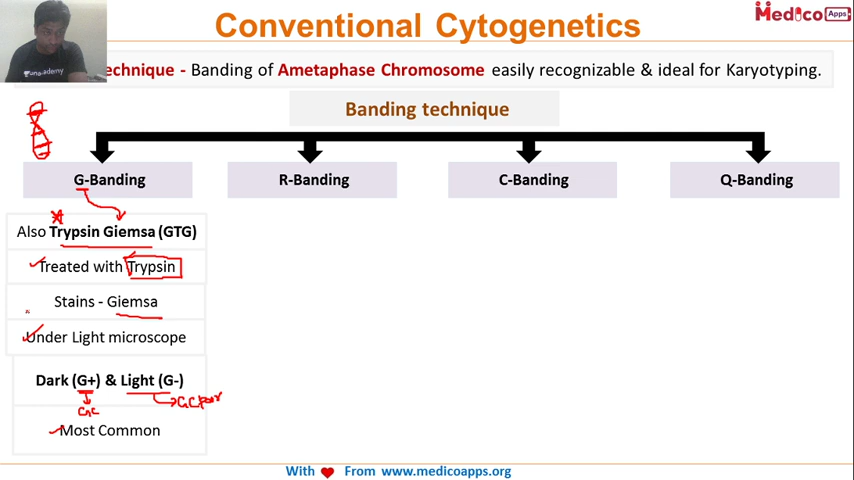 Conventional Cytogenetics
Medico Apps
unacademy
echnique - Banding of Ametaphase Chromosome easily recognizable & ideal for Karyotyping.
Banding technique
G-Banding
R-Banding
C-Banding
Q-Banding
Also Trypsin Giemsa (GTG)
Treated with Trypsin
Stains - Giemsa
Under Light microscope
Dark (G+) & Light (G-)
GC
Most Common
With From www.medicoapps.org